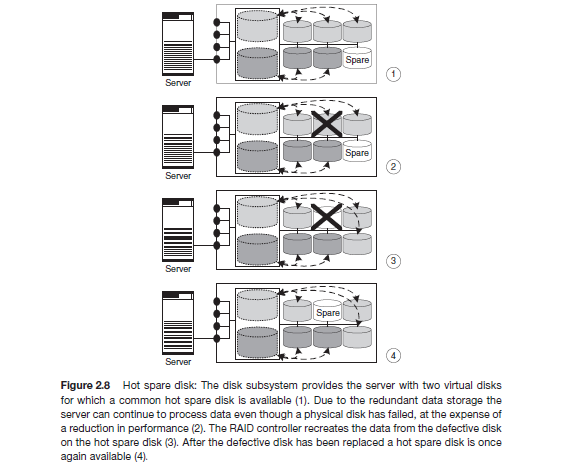 Spare
1
Server
Spare
2
Server
3
Server
Spare
4
Server
Figure 2.8 Hot spare disk: The disk subsystem provides the server with two virtual disks
for which a common hot spare disk is available (1). Due to the redundant data storage the
server can continue to process data even though a physical disk has failed, at the expense of
a reduction in performance (2). The RAID controller recreates the data from the defective disk
on the hot spare disk (3). After the defective disk has been replaced a hot spare disk is once
again available (4).